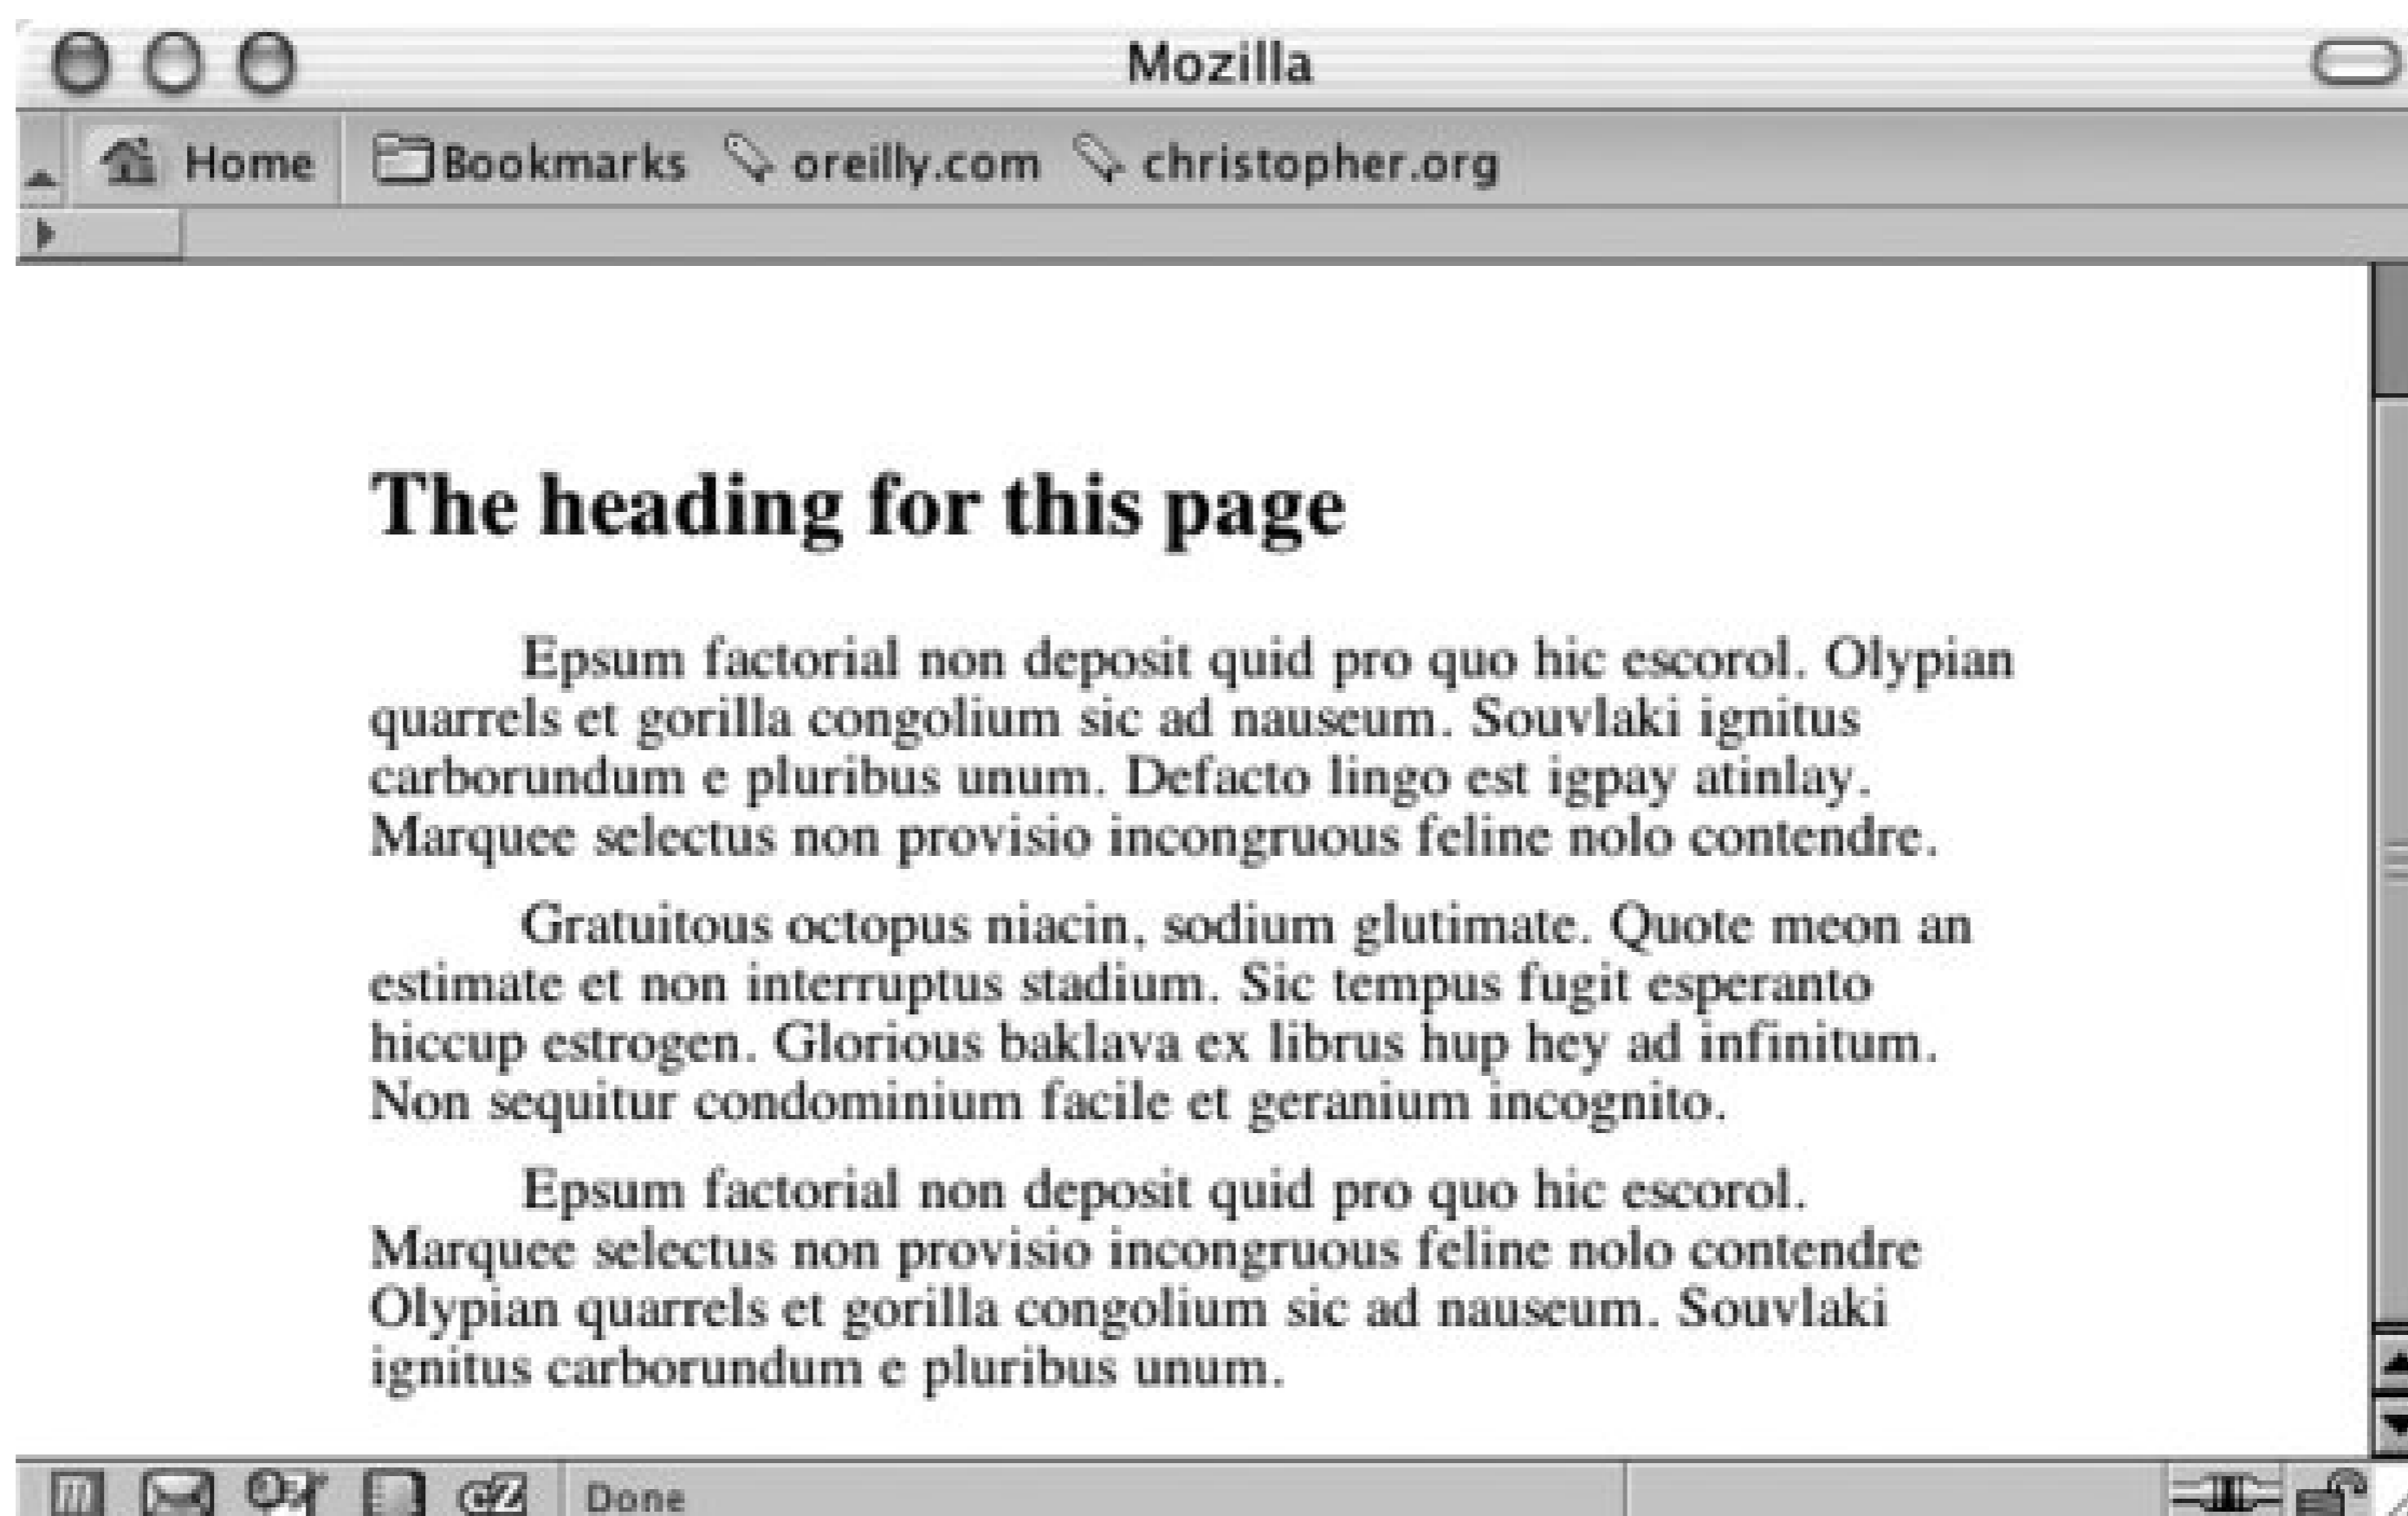 Mozilla
Home Bookmarks oreilly.com christopher.org
The heading for this page
Epsum factorial non deposit quid pro quo hic escorol. Olypian
quarrels et gorilla congolium sic ad nauseum. Souvlaki ignitus
carborundum e pluribus unum. Defacto lingo est igpay atinlay.
Marquee selectus non provisio incongruous feline nolo contendre.
Gratuitous octopus niacin, sodium glutimate. Quote meon an
estimate et non interruptus stadium. Sic tempus fugit esperanto
hiccup estrogen. Glorious baklava ex librus hup hey ad infinitum.
Non sequitur condominium facile et geranium incognito.
Epsum factorial non deposit quid pro quo hic escorol.
Marquee selectus non provisio incongruous feline nolo contendre
Olypian quarrels et gorilla congolium sic ad nauseum. Souvlaki
ignitus carborundum e pluribus unum.
Done